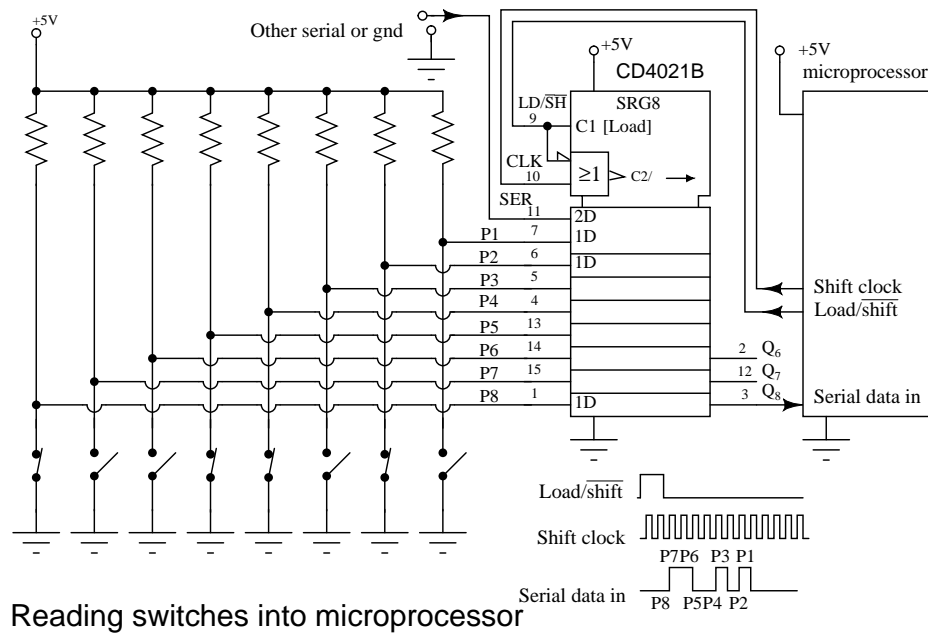 +5V
Other serial or gnd
+5V
CD4021B
+5V
microprocessor
LD/SH
SRG8
9
C1 [Load]
CLK
10
≥1
C2/
SER
11
2D
P1
7
1D
P2
6
1D
P3
5
P4
4
P5
13
P6
14
P7
15
P8
1
1D
2
Q6
12
Q7
3
Q8
Shift clock
Load/shift
Serial data in
Load/shift
Shift clock
P7P6 P3 P1
Serial data in
P8 P5P4 P2
Reading switches into microprocessor